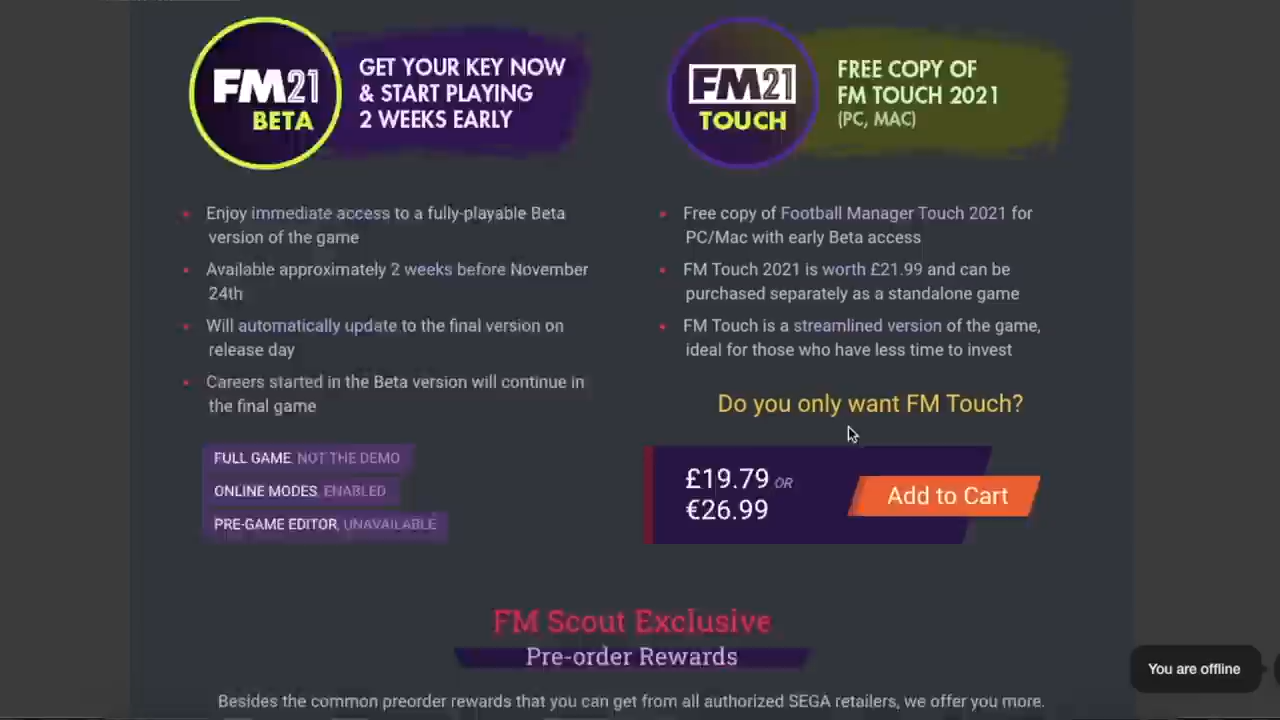 FM21
BETA
GET YOUR KEY NOW
& START PLAYING
2 WEEKS EARLY
Enjoy immediate access to a fully-playable Beta
version of the game
Available approximately 2 weeks before November
24th
Will automatically update to the final version on
release day
Careers started in the Beta version will continue in
the final game
FULL GAME, NOT THE DEMO
ONLINE MODES, ENABLED
PRE-GAME EDITOR, UNAVAILABLE
FM21
TOUCH
FREE COPY OF
FM TOUCH 2021
(PC, MAC)
Free copy of Football Manager Touch 2021 for
PC/Mac with early Beta access
FM Touch 2021 is worth £21.99 and can be
purchased separately as a standalone game
FM Touch is a streamlined version of the game,
ideal for those who have less time to invest
Do you only want FM Touch?
£19.79 OR
€26.99
Add to Cart
FM Scout Exclusive
Pre-order Rewards
Besides the common preorder rewards that you can get from all authorized SEGA retailers, we offer you more.
You are offline